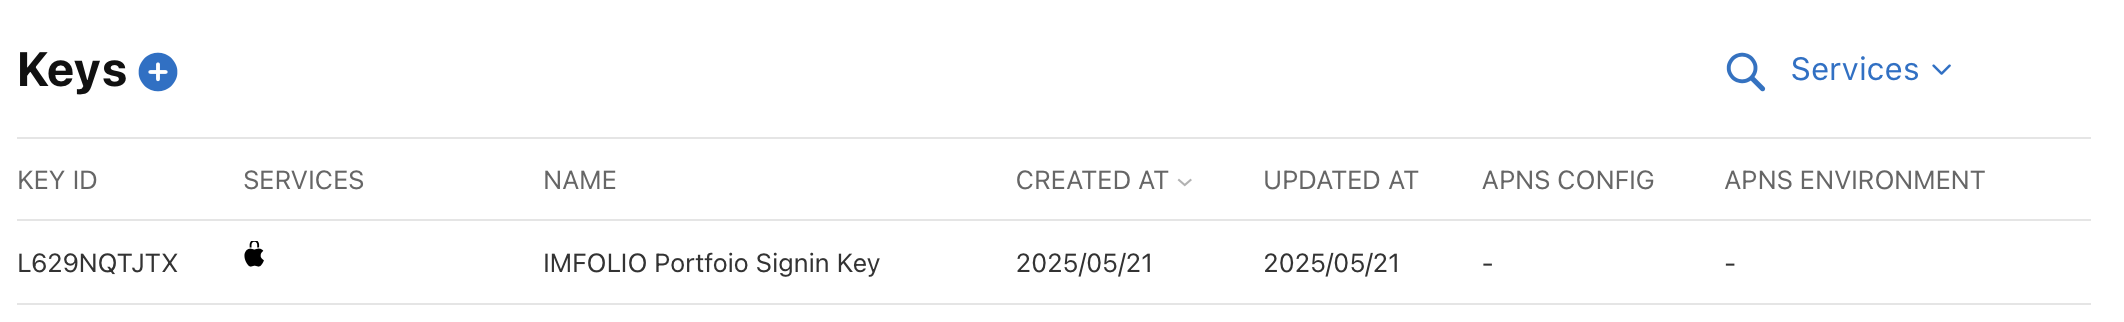 Keys
Services
KEY ID SERVICES NAME CREATED AT UPDATED AT APNS CONFIG APNS ENVIRONMENT
L629NQTJTX IMFOLIO Portfoio Signin Key 2025/05/21 2025/05/21 - -